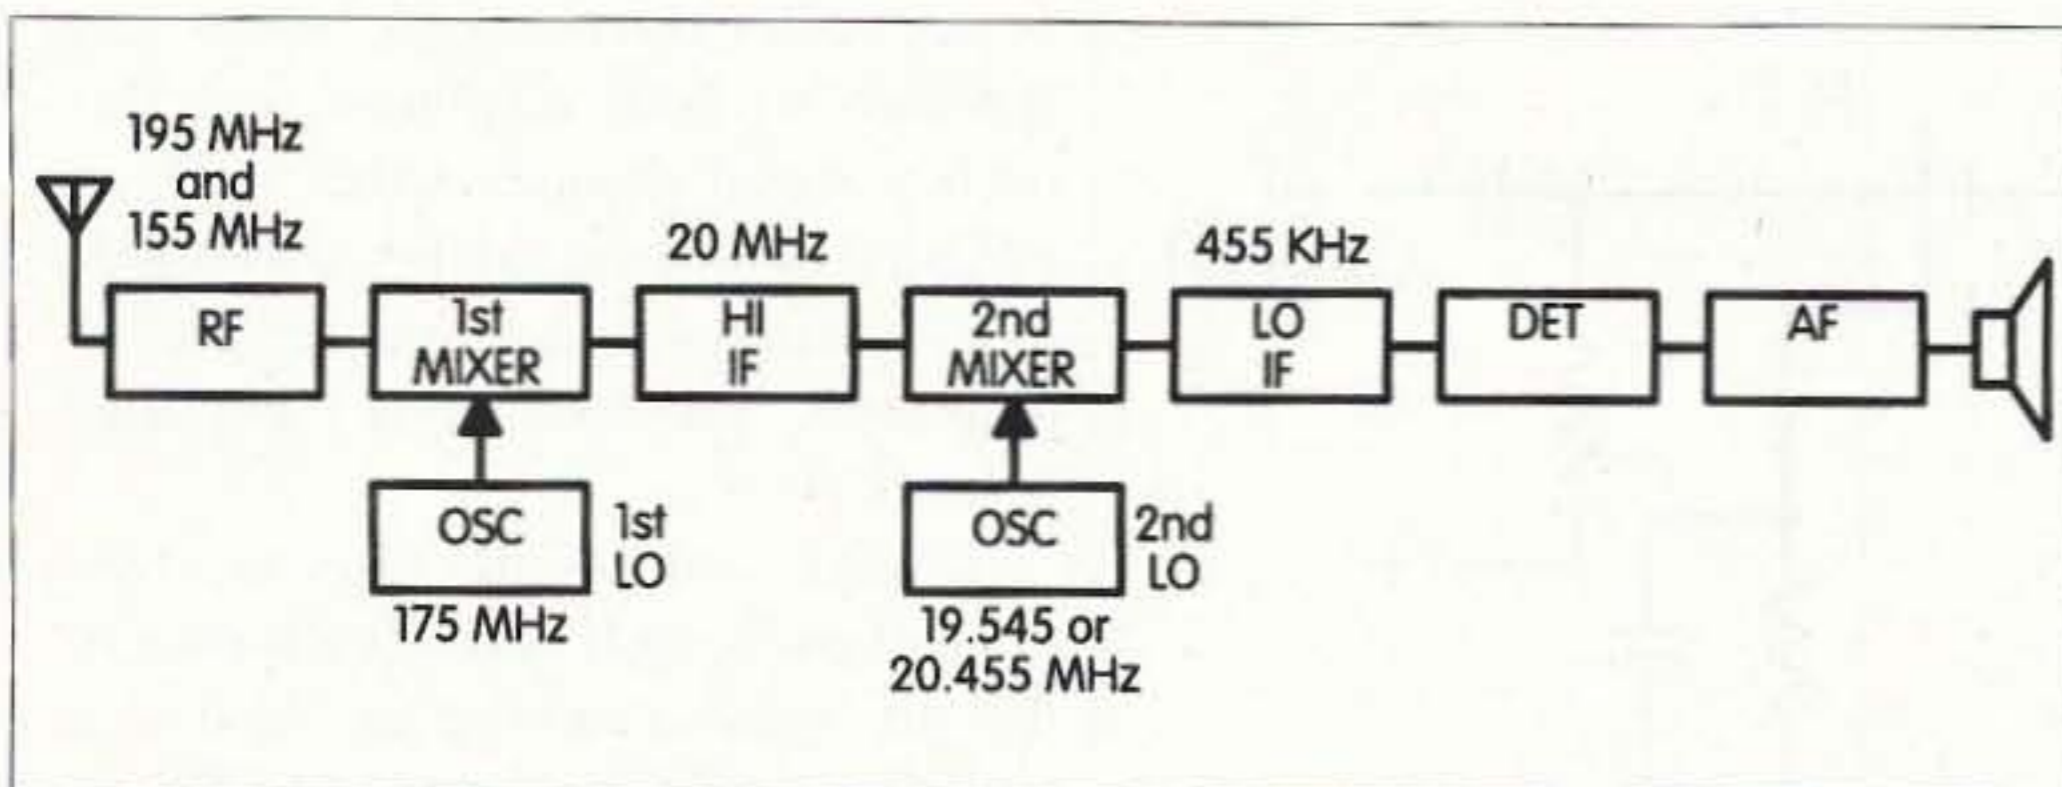 195 MHz
and
155 MHz
20 MHz
455 KHz
RF
1st
MIXER
HI
IF
2nd
MIXER
LO
IF
DET
AF
OSC
1st
LO
OSC
2nd
LO
175 MHz
19.545 or
20.455 MHz